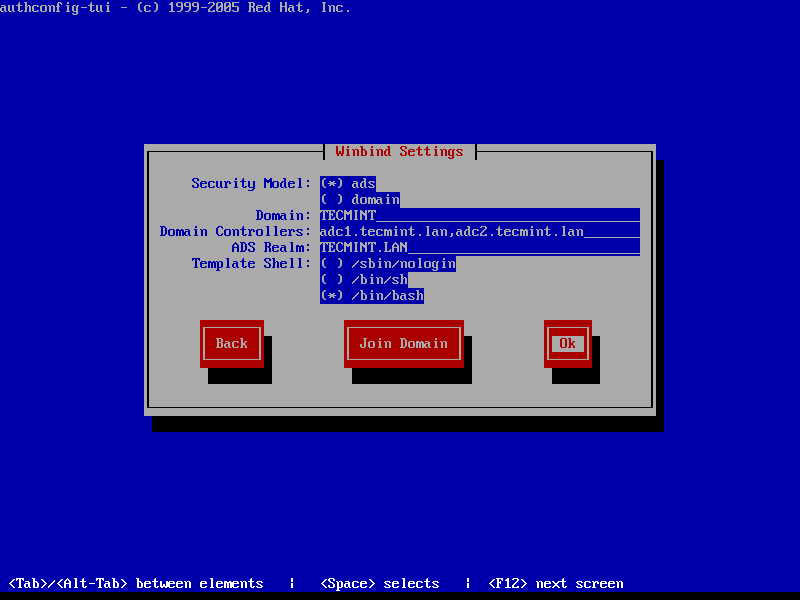 authconfig-tui - (c) 1999-2005 Red Hat, Inc.
Winbind Settings
Security Model: (*) ads
( ) domain
Domain: TECMINT
Domain Controllers: adc1.tecmint.lan,adc2.tecmint.lan
ADS Realm: TECMINT.LAN
Template Shell: ( ) /sbin/nologin
( ) /bin/sh
(*) /bin/bash
Back Join Domain Ok
<Tab>/<Alt-Tab> between elements | <Space> selects | <F12> next screen